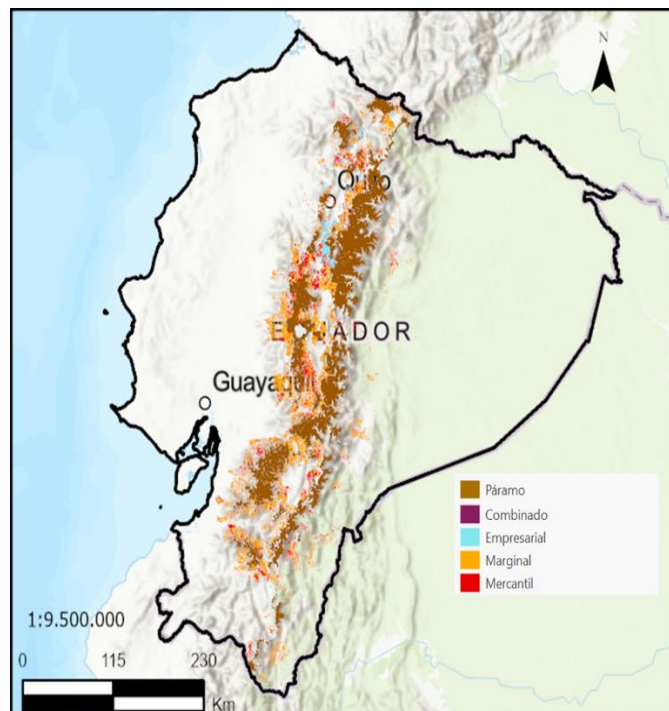 N
Quito
ECUADOR
Guayaquil
Páramo
Combinado
Empresarial
Marginal
Mercantil
1:9.500.000
0 115 230
Km